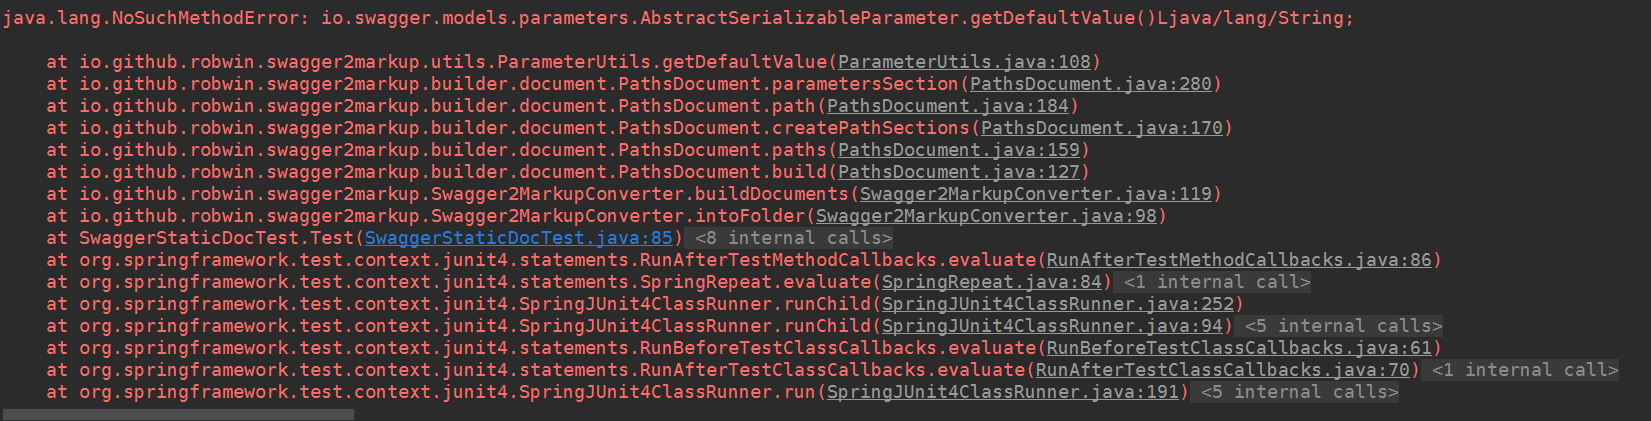 java.lang.NoSuchMethodError: io.swagger.models.parameters.AbstractSerializableParameter.getDefaultValue()Ljava/lang/String;
at io.github.robwin.swagger2markup.utils.ParameterUtils.getDefaultValue(ParameterUtils.java:108)
at io.github.robwin.swagger2markup.builder.document.PathsDocument.parametersSection(PathsDocument.java:280)
at io.github.robwin.swagger2markup.builder.document.PathsDocument.path(PathsDocument.java:184)
at io.github.robwin.swagger2markup.builder.document.PathsDocument.createPathSections(PathsDocument.java:170)
at io.github.robwin.swagger2markup.builder.document.PathsDocument.paths(PathsDocument.java:159)
at io.github.robwin.swagger2markup.builder.document.PathsDocument.build(PathsDocument.java:127)
at io.github.robwin.swagger2markup.Swagger2MarkupConverter.buildDocuments(Swagger2MarkupConverter.java:119)
at io.github.robwin.swagger2markup.Swagger2MarkupConverter.intoFolder(Swagger2MarkupConverter.java:98)
at SwaggerStaticDocTest.Test(SwaggerStaticDocTest.java:85) <8 internal calls>
at org.springframework.test.context.junit4.statements.RunAfterTestMethodCallbacks.evaluate(RunAfterTestMethodCallbacks.java:86)
at org.springframework.test.context.junit4.statements.SpringRepeat.evaluate(SpringRepeat.java:84) <1 internal call>
at org.springframework.test.context.junit4.SpringJUnit4ClassRunner.runChild(SpringJUnit4ClassRunner.java:252)
at org.springframework.test.context.junit4.SpringJUnit4ClassRunner.runChild(SpringJUnit4ClassRunner.java:94) <5 internal calls>
at org.springframework.test.context.junit4.statements.RunBeforeTestClassCallbacks.evaluate(RunBeforeTestClassCallbacks.java:61)
at org.springframework.test.context.junit4.statements.RunAfterTestClassCallbacks.evaluate(RunAfterTestClassCallbacks.java:70) <1 internal call>
at org.springframework.test.context.junit4.SpringJUnit4ClassRunner.run(SpringJUnit4ClassRunner.java:191) <5 internal calls>